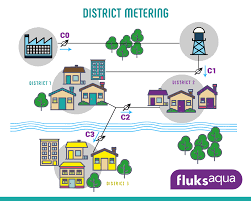 DISTRICT METERING
C0
C1
DISTRICT 1
DISTRICT 2
C2
C3
DISTRICT 3
fluksaqua